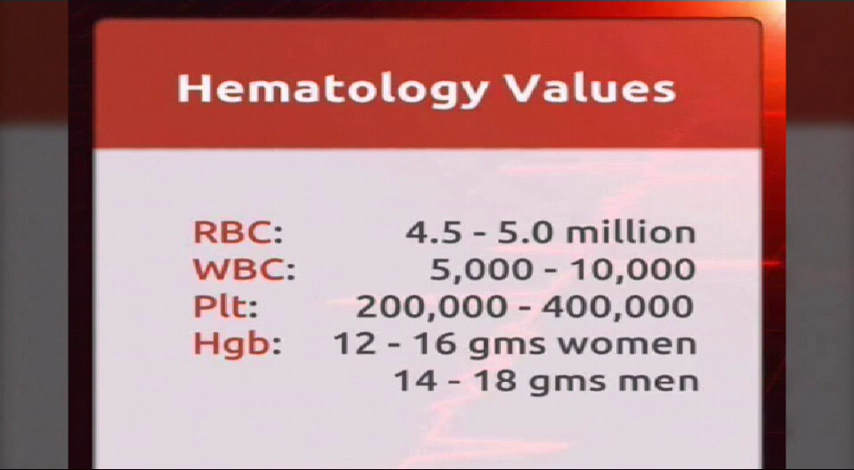 Hematology Values
RBC: 4.5 - 5.0 million
WBC: 5,000 - 10,000
Plt: 200,000 - 400,000
Hgb: 12 - 16 gms women
14 - 18 gms men